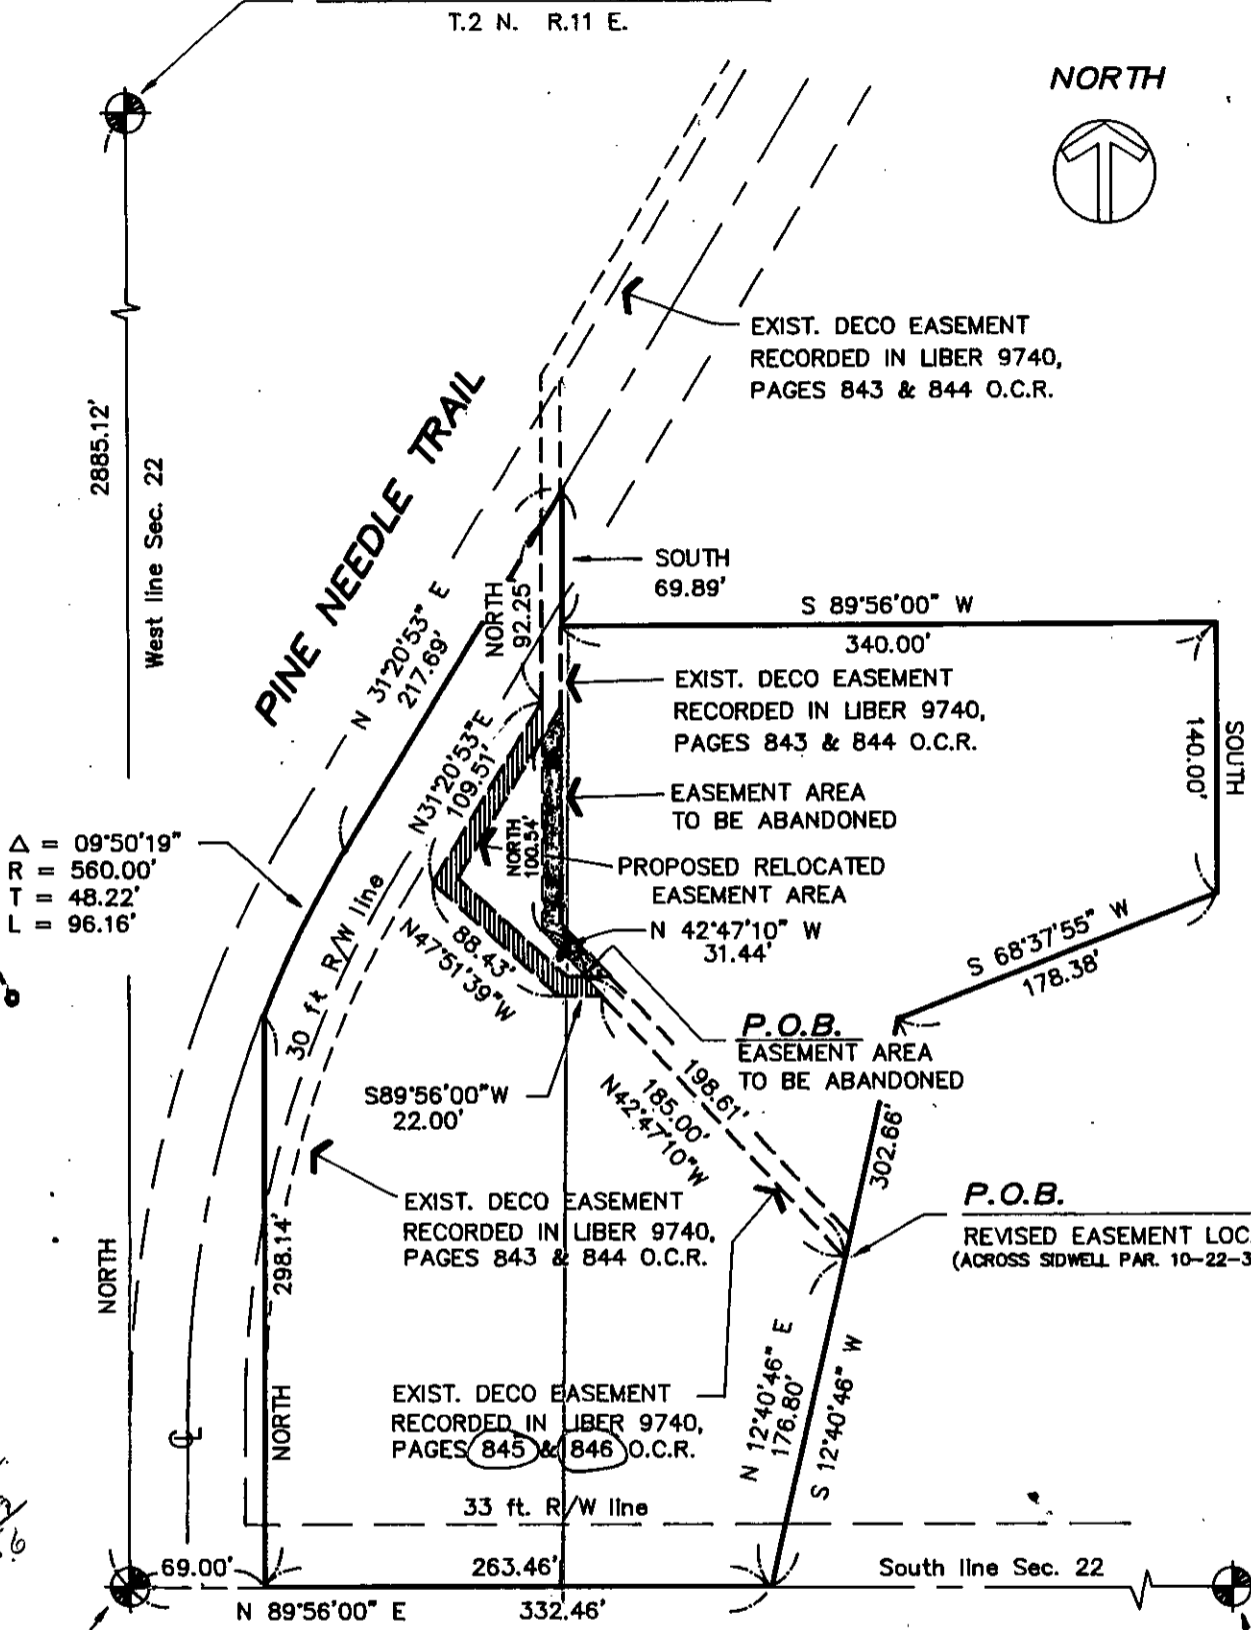 T.2 N. R.11 E.
NORTH
EXIST. DECO EASEMENT
RECORDED IN LIBER 9740,
PAGES 843 & 844 O.C.R.
2885.12'
West line Sec. 22
PINE NEEDLE TRAIL
N 31°20'53" E
217.69'
NORTH
92.25'
SOUTH
69.89'
S 89°56'00" W
340.00'
EXIST. DECO EASEMENT
RECORDED IN LIBER 9740,
PAGES 843 & 844 O.C.R.
SOUTH
140.00'
EASEMENT AREA
TO BE ABANDONED
N31°20'53"E
109.51'
NORTH
100.54'
PROPOSED RELOCATED
EASEMENT AREA
Δ = 09°50'19"
R = 560.00'
T = 48.22'
L = 96.16'
30 ft R/W line
88.43'
N47°51'39"W
N 42°47'10" W
31.44'
S 68°37'55" W
178.38'
P.O.B.
EASEMENT AREA
TO BE ABANDONED
S89°56'00"W
22.00'
198.61'
185.00'
N42°47'10"W
302.66'
EXIST. DECO EASEMENT
RECORDED IN LIBER 9740,
PAGES 843 & 844 O.C.R.
P.O.B.
REVISED EASEMENT LOC
(ACROSS SIDWELL PAR. 10-22-3
NORTH
298.14'
NORTH
EXIST. DECO EASEMENT
RECORDED IN LIBER 9740,
PAGES 845 & 846 O.C.R.
N 12°40'46" E
176.80'
S 12°40'46" W
℄
33 ft. R/W line
69.00'
263.46'
South line Sec. 22
N 89°56'00" E
332.46'